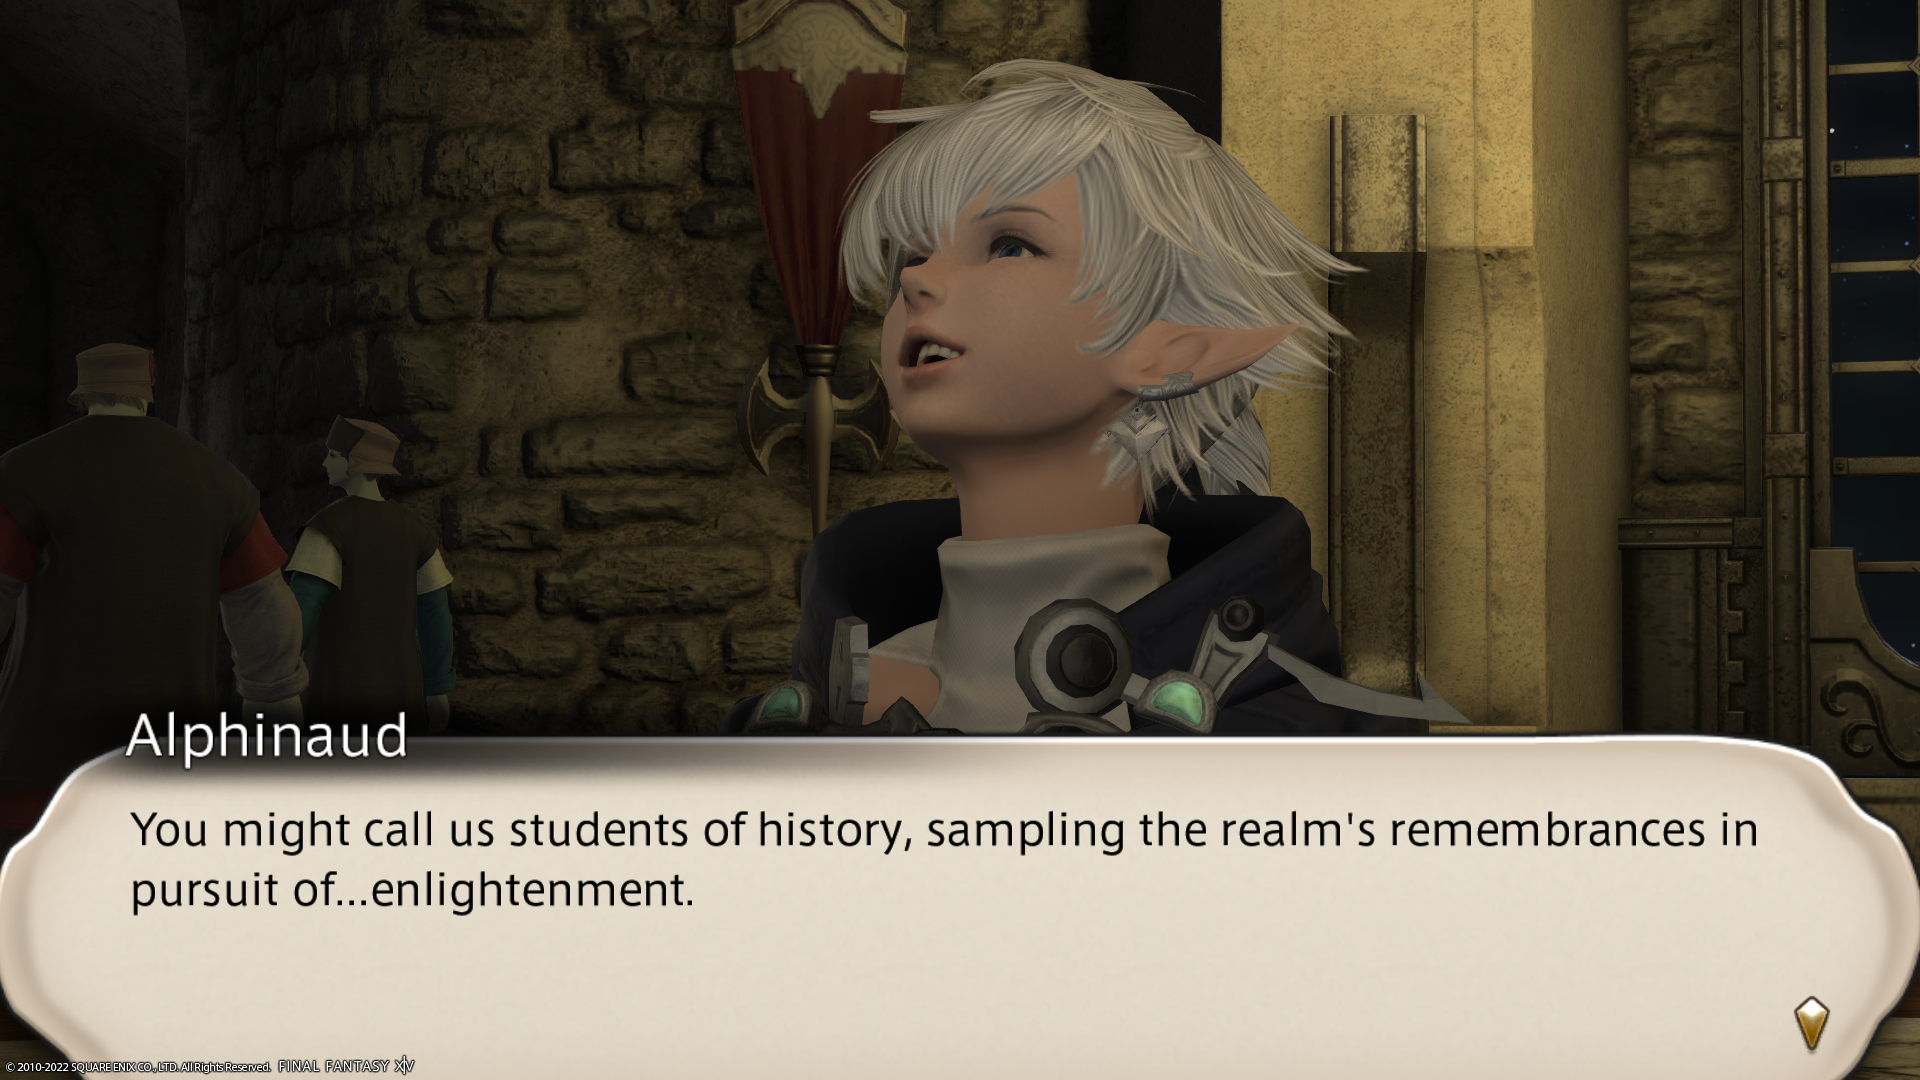 Alphinaud
You might call us students of history, sampling the realm's remembrances in
pursuit of...enlightenment.
© 2010-2022 SQUARE ENIX CO., LTD. All Rights Reserved. FINAL FANTASY XIV